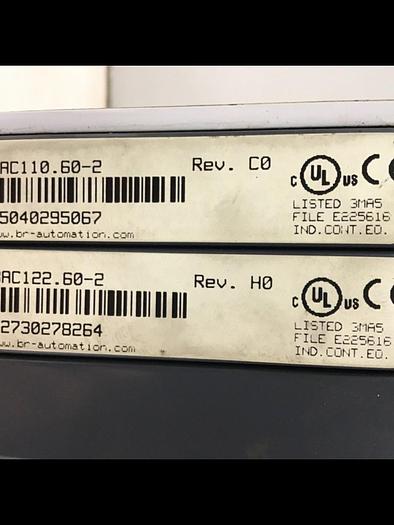 AC110.60-2 Rev. C0
5040295067
www.br-automation.com
C UL US C
LISTED 3MA5
FILE E225616
IND.CONT.EQ.
AC122.60-2 Rev. H0
2730278264
www.br-automation.com
C UL US C
LISTED 3MA5
FILE E225616
IND.CONT.EQ.